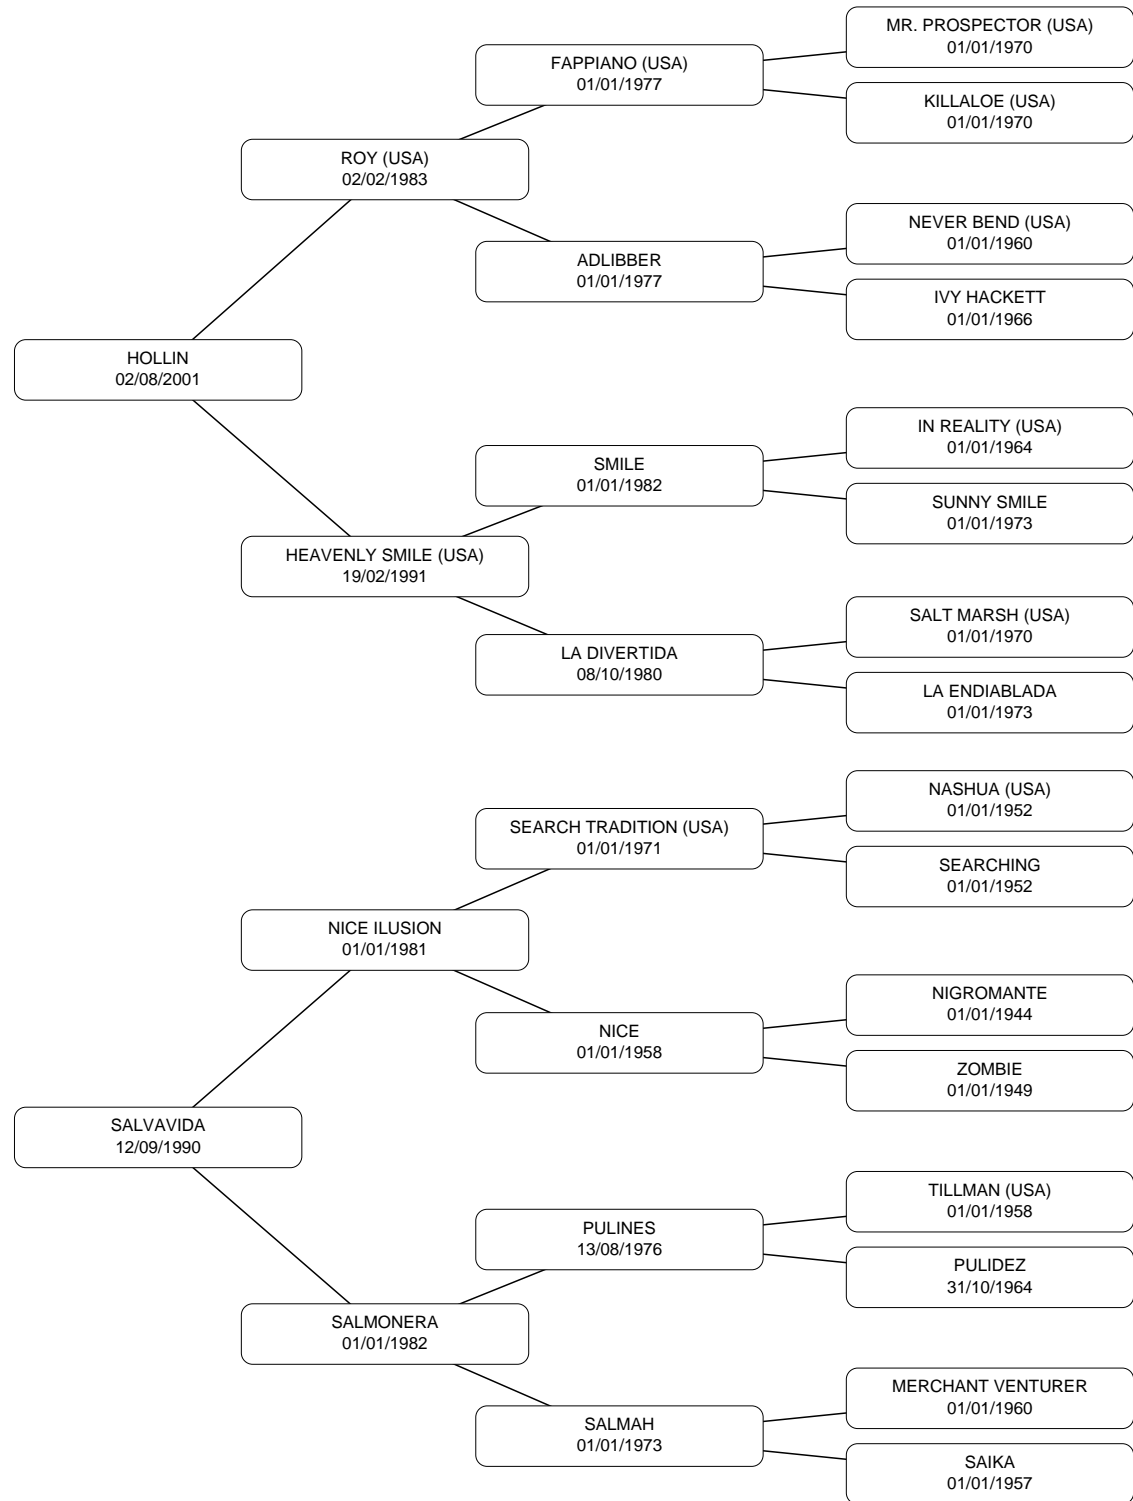 MR. PROSPECTOR (USA)
01/01/1970
FAPPIANO (USA)
01/01/1977
KILLALOE (USA)
01/01/1970
ROY (USA)
02/02/1983
NEVER BEND (USA)
01/01/1960
ADLIBBER
01/01/1977
IVY HACKETT
01/01/1966
HOLLIN
02/08/2001
IN REALITY (USA)
01/01/1964
SMILE
01/01/1982
SUNNY SMILE
01/01/1973
HEAVENLY SMILE (USA)
19/02/1991
SALT MARSH (USA)
01/01/1970
LA DIVERTIDA
08/10/1980
LA ENDIABLADA
01/01/1973
NASHUA (USA)
01/01/1952
SEARCH TRADITION (USA)
01/01/1971
SEARCHING
01/01/1952
NICE ILUSION
01/01/1981
NIGROMANTE
01/01/1944
NICE
01/01/1958
ZOMBIE
01/01/1949
SALVAVIDA
12/09/1990
TILLMAN (USA)
01/01/1958
PULINES
13/08/1976
PULIDEZ
31/10/1964
SALMONERA
01/01/1982
MERCHANT VENTURER
01/01/1960
SALMAH
01/01/1973
SAIKA
01/01/1957